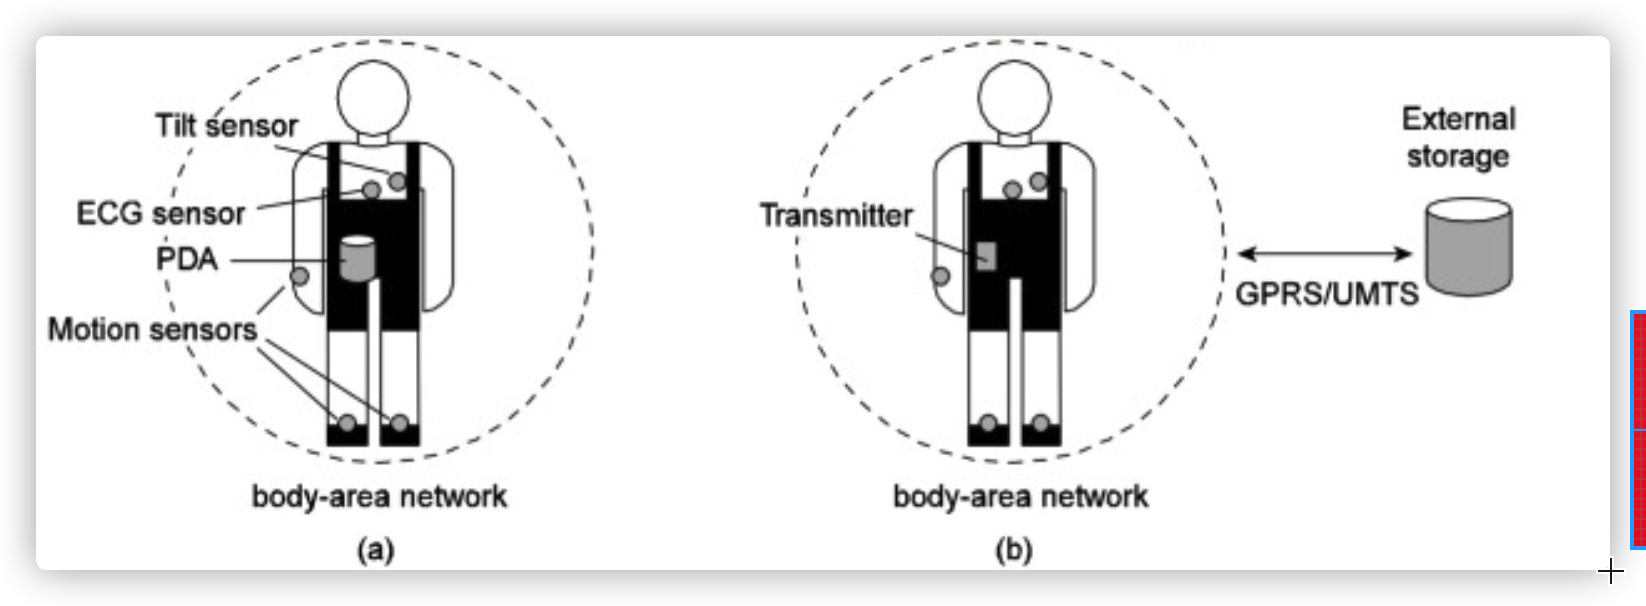 Tilt sensor
ECG sensor
PDA
Motion sensors
body-area network
(a)
Transmitter
body-area network
(b)
External
storage
GPRS/UMTS